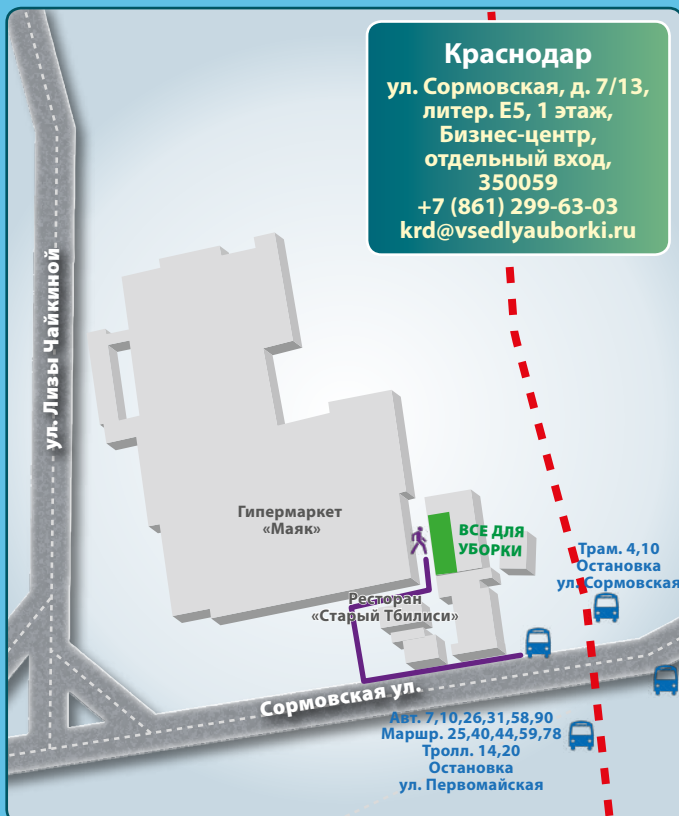 Краснодар
ул. Сормовская, д. 7/13,
литер. Е5, 1 этаж,
Бизнес-центр,
отдельный вход,
350059
+7 (861) 299-63-03
krd@vsedlyauborki.ru
ул. Лизы Чайкиной
Гипермаркет
«Маяк»
ВСЕ ДЛЯ
УБОРКИ
Трам. 4,10
Остановка
ул. Сормовская
Ресторан
«Старый Тбилиси»
Сормовская ул.
Авт. 7,10,26,31,58,90
Маршр. 25,40,44,59,78
Тролл. 14,20
Остановка
ул. Первомайская